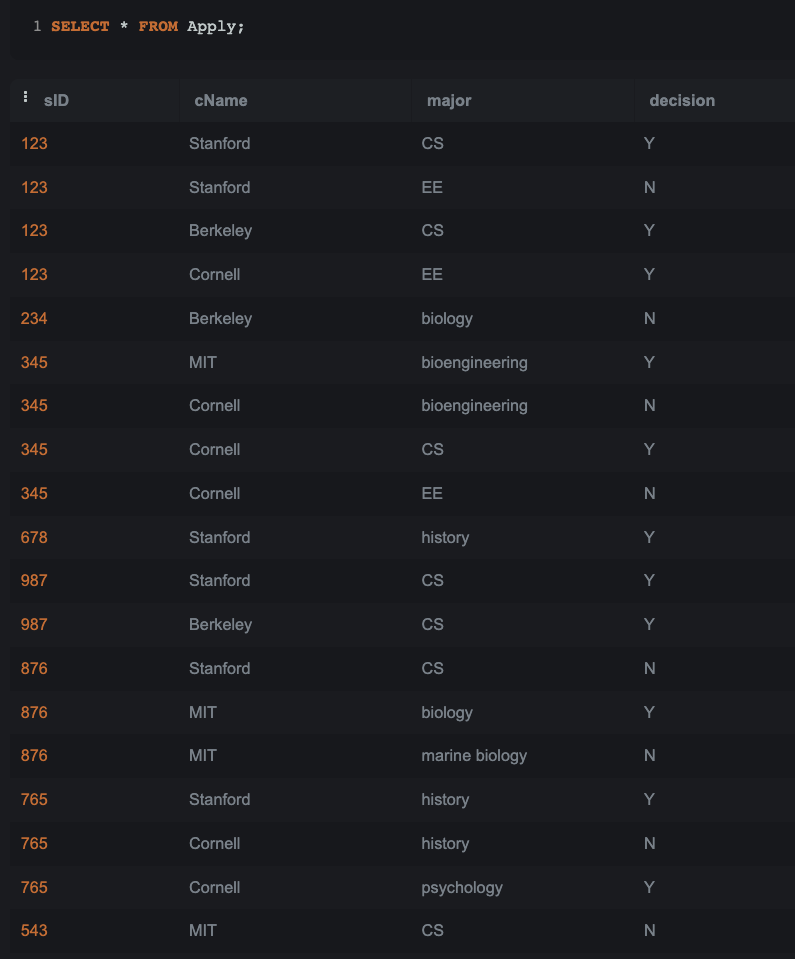 1 SELECT * FROM Apply;
sID cName major decision
123 Stanford CS Y
123 Stanford EE N
123 Berkeley CS Y
123 Cornell EE Y
234 Berkeley biology N
345 MIT bioengineering Y
345 Cornell bioengineering N
345 Cornell CS Y
345 Cornell EE N
678 Stanford history Y
987 Stanford CS Y
987 Berkeley CS Y
876 Stanford CS N
876 MIT biology Y
876 MIT marine biology N
765 Stanford history Y
765 Cornell history N
765 Cornell psychology Y
543 MIT CS N